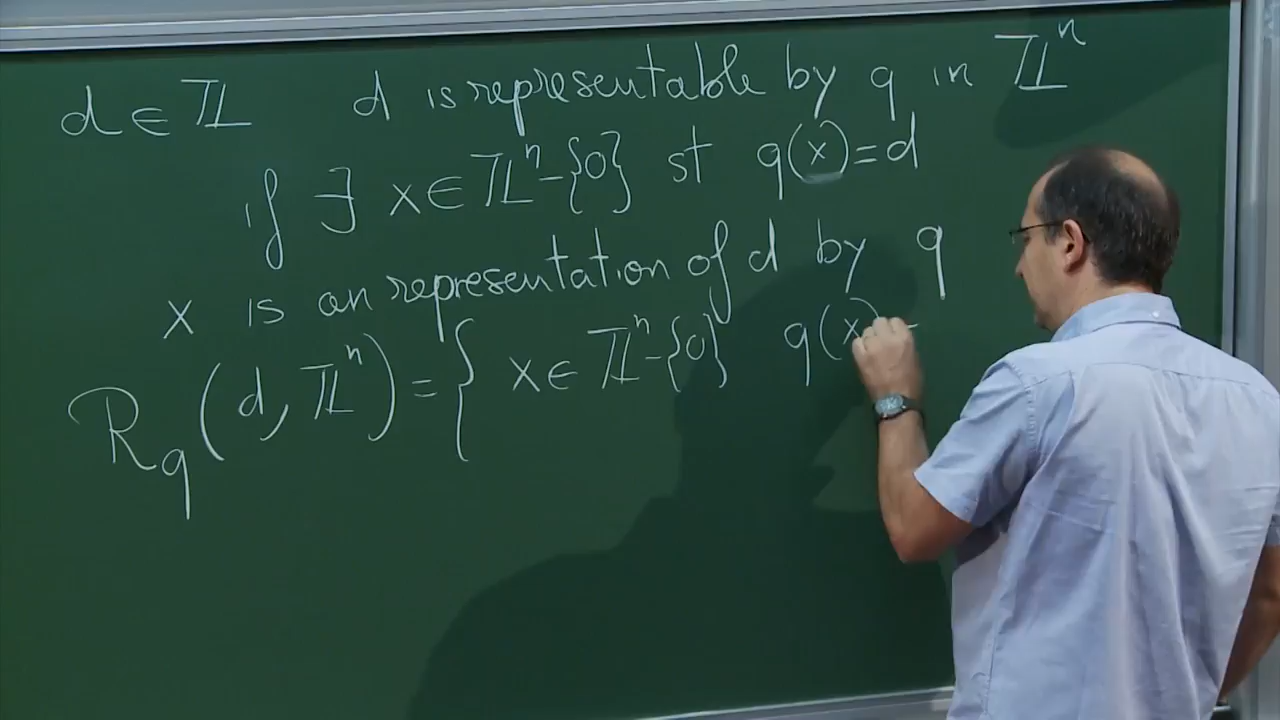 d ∈ ℤ d is representable by q in ℤⁿ
if ∃ x ∈ ℤⁿ-{0} st q(x)=d
x is an representation of d by q
R_q(d, ℤⁿ) = { x ∈ ℤⁿ-{0} q(x) -